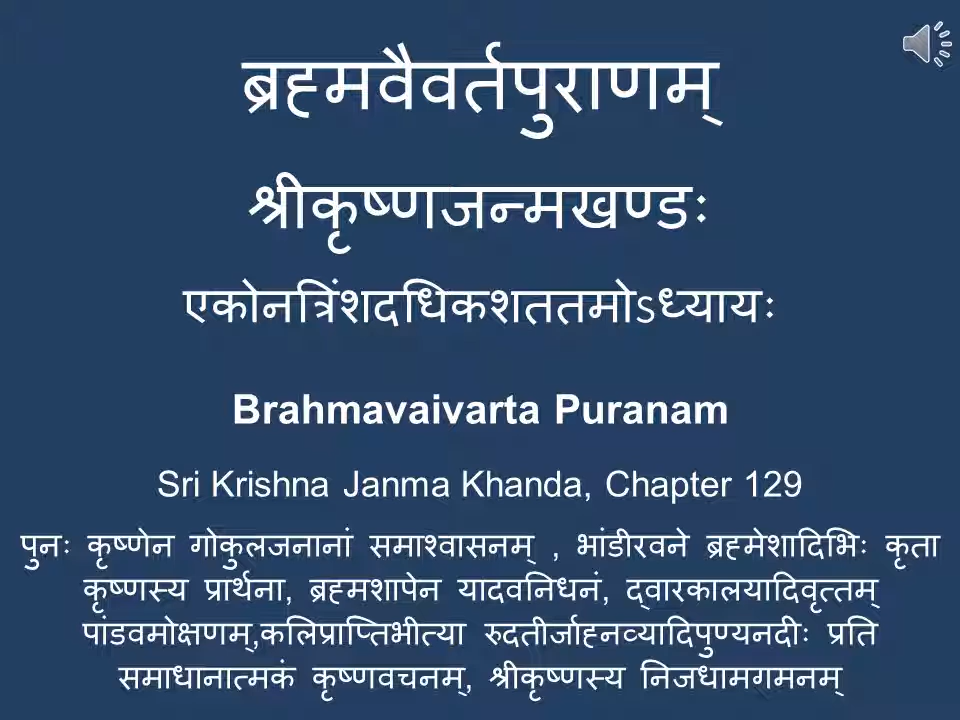 ब्रह्मवैवर्तपुराणम्
श्रीकृष्णजन्मखण्डः
एकोनत्रिंशदधिकशततमोऽध्यायः
Brahmavaivarta Puranam
Sri Krishna Janma Khanda, Chapter 129
पुनः कृष्णेन गोकुलजनानां समाश्वासनम् , भांडीरवने ब्रह्मेशादिभिः कृता
कृष्णस्य प्रार्थना, ब्रह्मशापेन यादवनिधनं, द्वारकालयादिवृत्तम्
पांडवमोक्षणम्,कलिप्राप्तिभीत्या रुदतीर्जाह्नव्यादिपुण्यनदीः प्रति
समाधानात्मकं कृष्णवचनम्, श्रीकृष्णस्य निजधामगमनम्